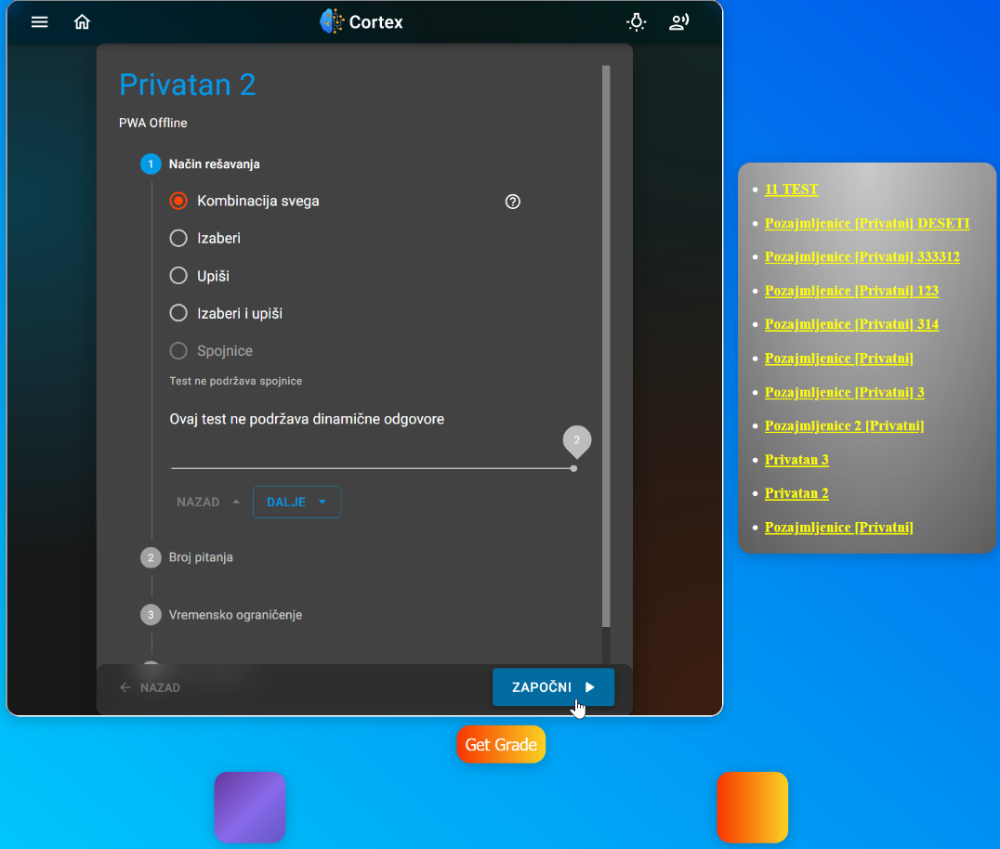 Cortex
Privatan 2
PWA Offline
1 Način rešavanja
Kombinacija svega
Izaberi
Upiši
Izaberi i upiši
Spojnice
Test ne podržava spojnice
Ovaj test ne podržava dinamične odgovore
2
NAZAD
DALJE
2 Broj pitanja
3 Vremensko ograničenje
NAZAD
ZAPOČNI
Get Grade
11 TEST
Pozajmljenice [Privatni] DESETI
Pozajmljenice [Privatni] 333312
Pozajmljenice [Privatni] 123
Pozajmljenice [Privatni] 314
Pozajmljenice [Privatni]
Pozajmljenice [Privatni] 3
Pozajmljenice 2 [Privatni]
Privatan 3
Privatan 2
Pozajmljenice [Privatni]